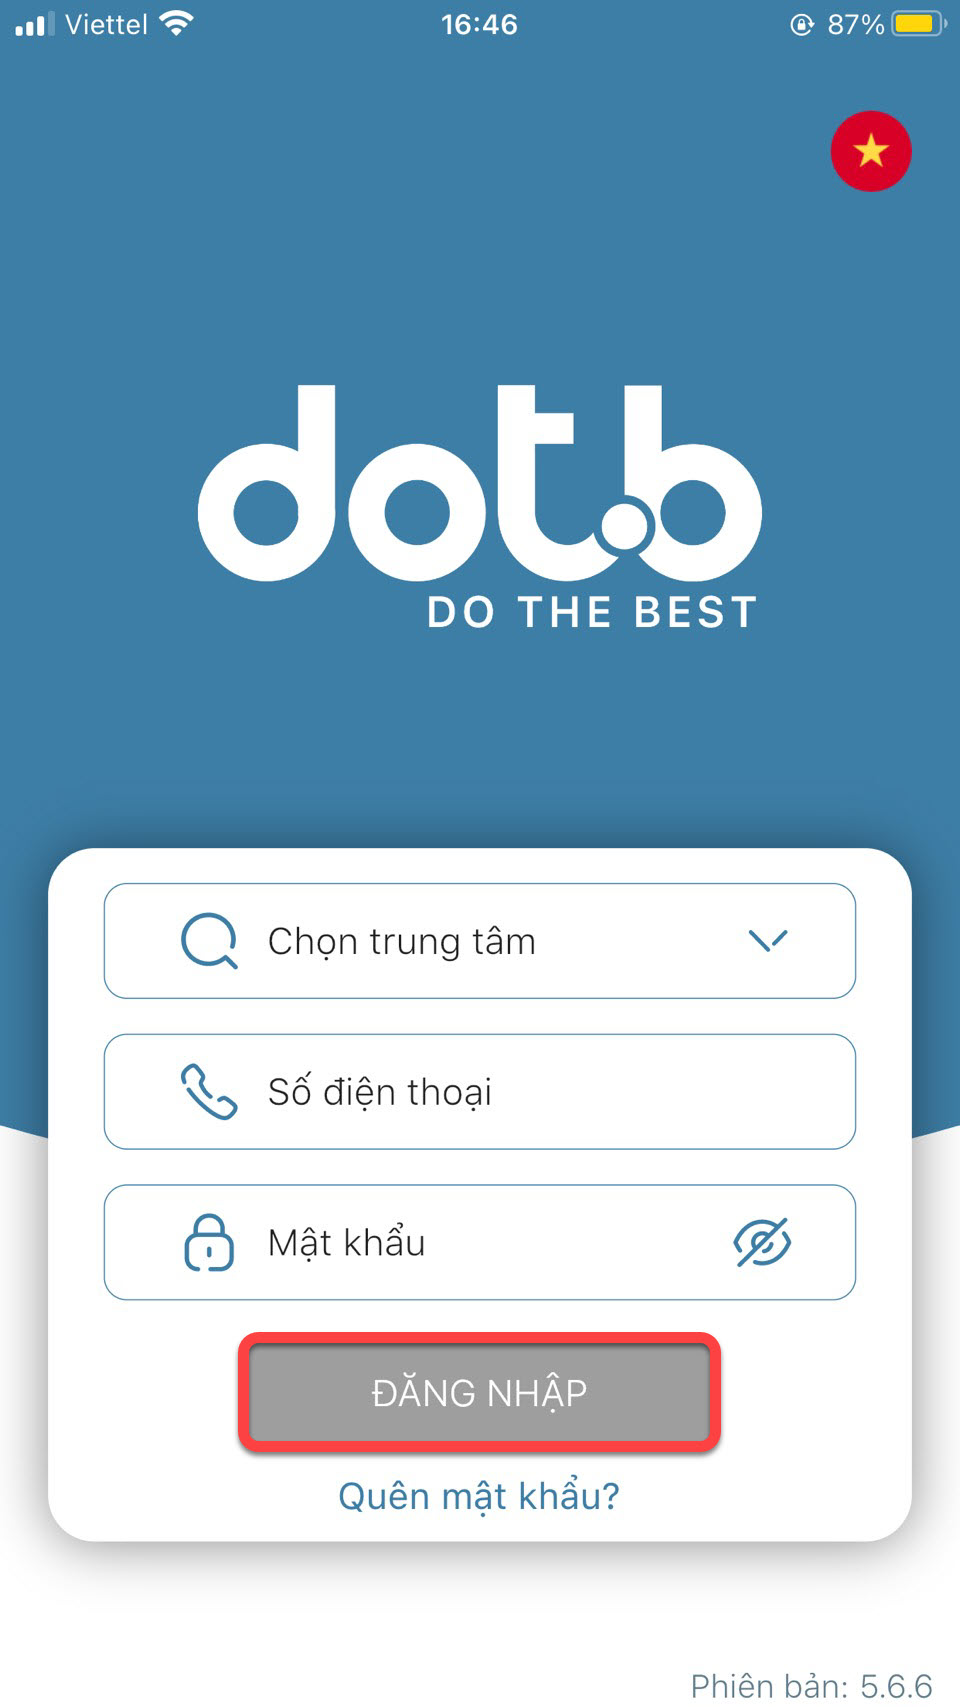 Viettel 16:46 87%
dot.b
DO THE BEST
Chọn trung tâm
Số điện thoại
Mật khẩu
ĐĂNG NHẬP
Quên mật khẩu?
Phiên bản: 5.6.6